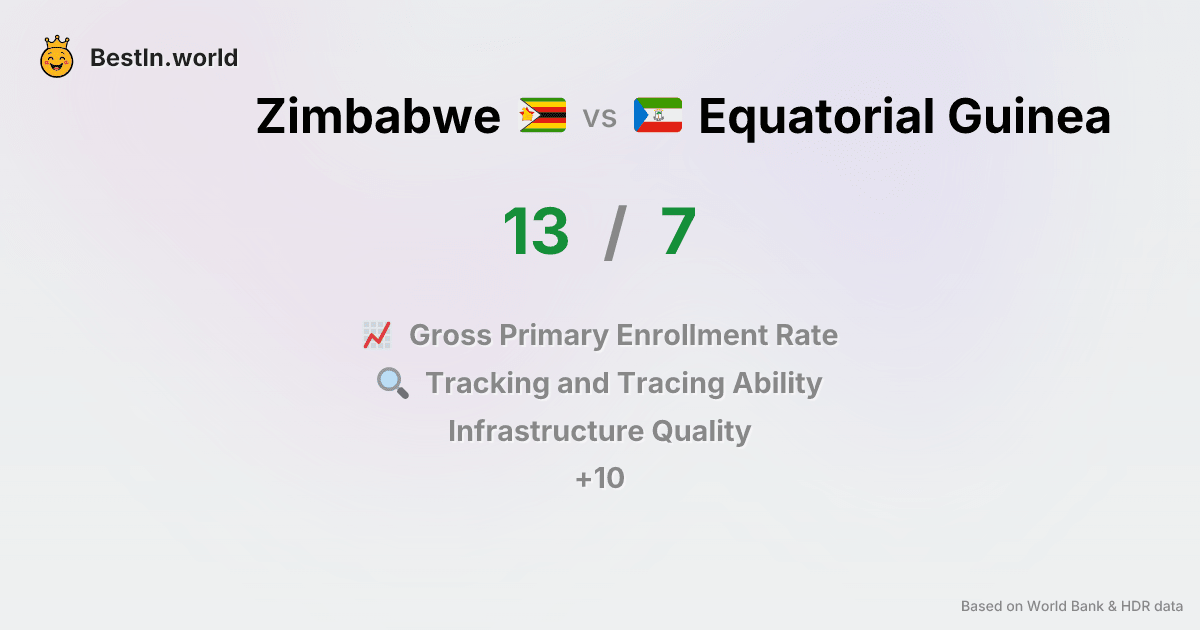 BestIn.world
Zimbabwe vs Equatorial Guinea
13 / 7
Gross Primary Enrollment Rate
Tracking and Tracing Ability
Infrastructure Quality
+10
Based on World Bank & HDR data